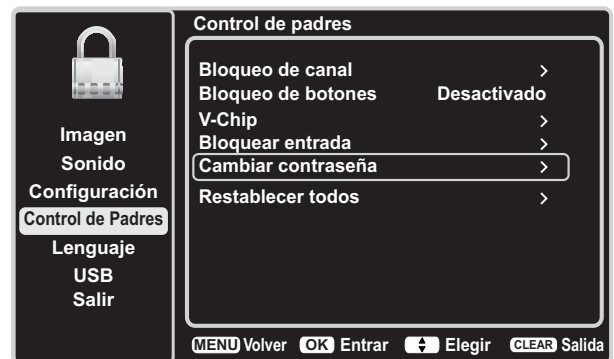 Control de padres
Bloqueo de canal >
Bloqueo de botones Desactivado
V-Chip >
Bloquear entrada >
Cambiar contraseña >
Restablecer todos >
Imagen
Sonido
Configuración
Control de Padres
Lenguaje
USB
Salir
MENU Volver OK Entrar Elegir CLEAR Salida